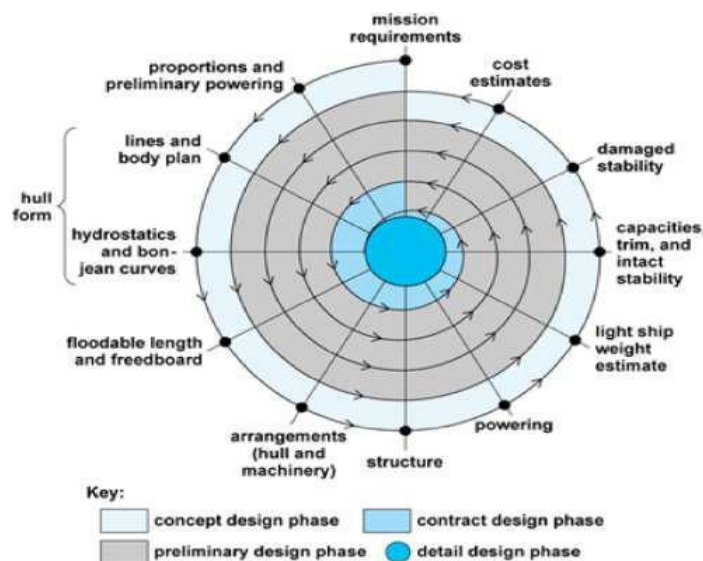 mission
requirements
cost
estimates
damaged
stability
capacities,
trim, and
intact
stability
light ship
weight
estimate
powering
structure
arrangements
(hull and
machinery)
floodable length
and freedboard
hydrostatics
and bon-
jean curves
lines and
body plan
hull
form
proportions and
preliminary powering
Key:
concept design phase
contract design phase
preliminary design phase
detail design phase